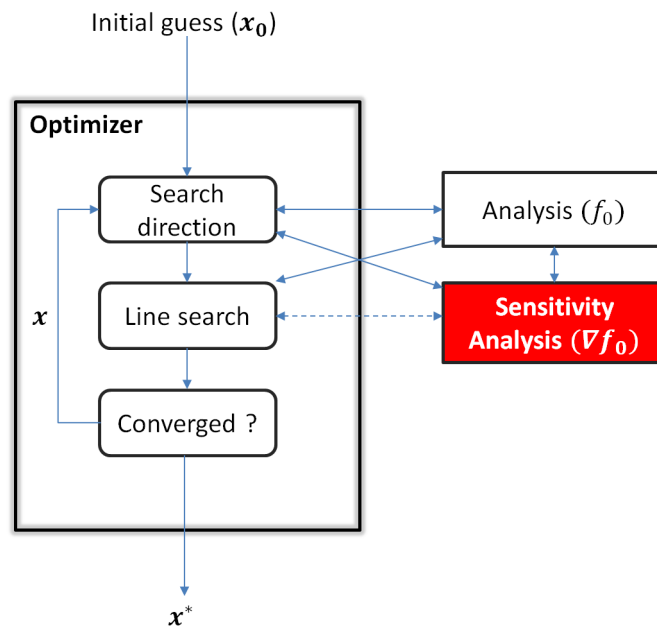 Initial guess (x₀)
Optimizer
Search
direction
Analysis (f₀)
Line search
Sensitivity
Analysis (∇f₀)
x
Converged ?
x*